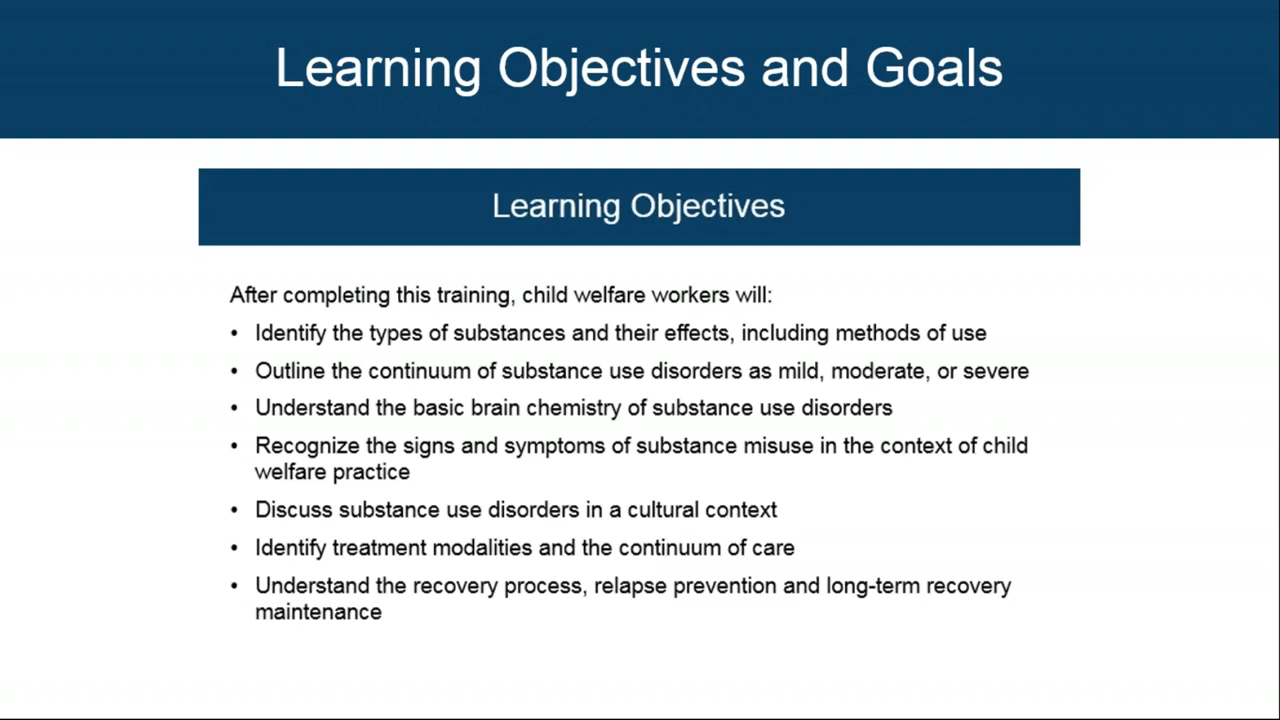 Learning Objectives and Goals
Learning Objectives
After completing this training, child welfare workers will:
• Identify the types of substances and their effects, including methods of use
• Outline the continuum of substance use disorders as mild, moderate, or severe
• Understand the basic brain chemistry of substance use disorders
• Recognize the signs and symptoms of substance misuse in the context of child
welfare practice
• Discuss substance use disorders in a cultural context
• Identify treatment modalities and the continuum of care
• Understand the recovery process, relapse prevention and long-term recovery
maintenance